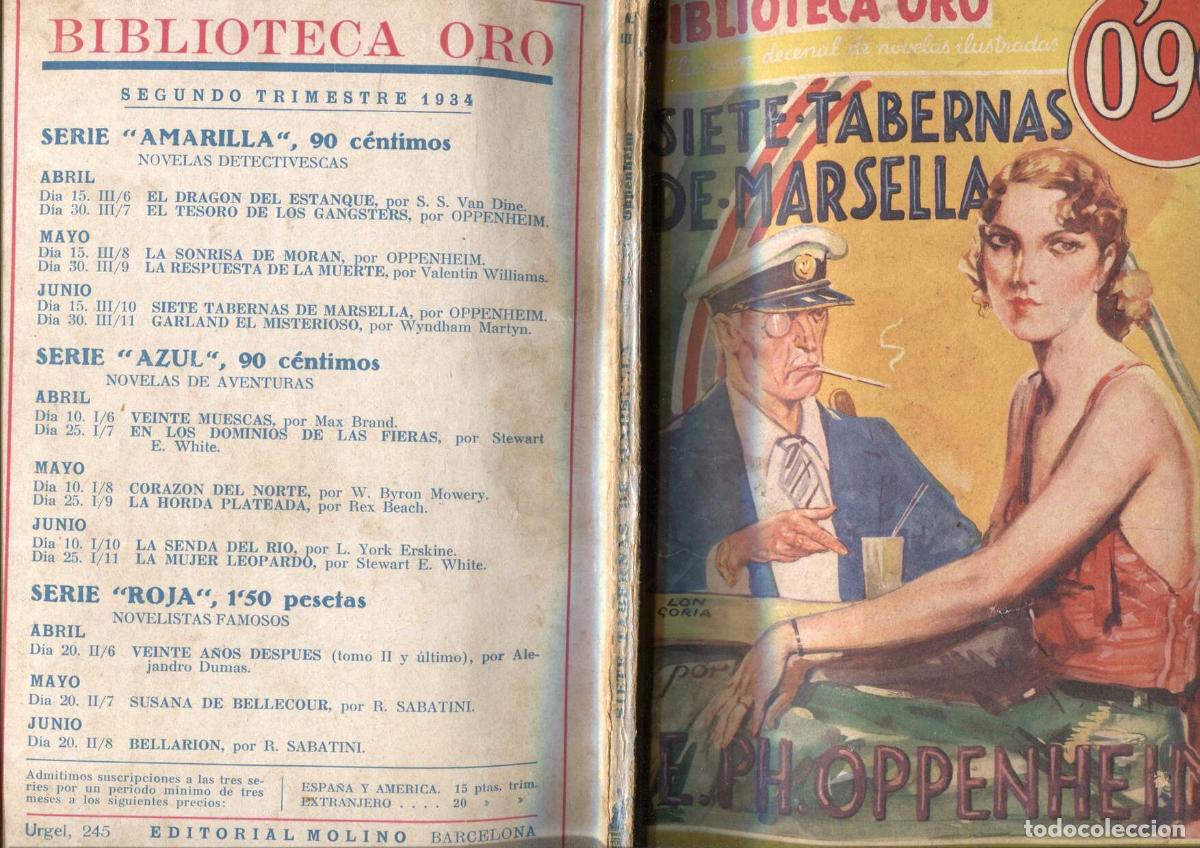 BIBLIOTECA ORO
SEGUNDO TRIMESTRE 1934
SERIE "AMARILLA", 90 céntimos
NOVELAS DETECTIVESCAS
ABRIL
Día 15. III/6 EL DRAGON DEL ESTANQUE, por S. S. Van Dine.
Día 30. III/7 EL TESORO DE LOS GANGSTERS, por OPPENHEIM.
MAYO
Día 15. III/8 LA SONRISA DE MORAN, por OPPENHEIM.
Día 30. III/9 LA RESPUESTA DE LA MUERTE, por Valentin Williams.
JUNIO
Día 15. III/10 SIETE TABERNAS DE MARSELLA, por OPPENHEIM.
Día 30. III/11 GARLAND EL MISTERIOSO, por Wyndham Martyn.
SERIE "AZUL", 90 céntimos
NOVELAS DE AVENTURAS
ABRIL
Día 10. I/6 VEINTE MUESCAS, por Max Brand.
Día 25. I/7 EN LOS DOMINIOS DE LAS FIERAS, por Stewart
E. White.
MAYO
Día 10. I/8 CORAZON DEL NORTE, por W. Byron Mowery.
Día 25. I/9 LA HORDA PLATEADA, por Rex Beach.
JUNIO
Día 10. I/10 LA SENDA DEL RIO, por L. York Erskine.
Día 25. I/11 LA MUJER LEOPARDO, por Stewart E. White.
SERIE "ROJA", 1'50 pesetas
NOVELISTAS FAMOSOS
ABRIL
Día 20. II/6 VEINTE AÑOS DESPUES (tomo II y último), por Ale-
jandro Dumas.
MAYO
Día 20. II/7 SUSANA DE BELLECOUR, por R. SABATINI.
JUNIO
Día 20. II/8 BELLARION, por R. SABATINI.
Admitimos suscripciones a las tres se-
ries por un período mínimo de tres
meses a los siguientes precios:
ESPAÑA Y AMERICA. 15 ptas. trim.
EXTRANJERO . . . . 20 » »
Urgel, 245 EDITORIAL MOLINO BARCELONA
Oppenheim
SIETE TABERNAS DE
BIBLIOTECA ORO
decenal de novelas ilustradas
09
SIETE·TABERNAS
DE·MARSELLA
LON
GORIA
por
E.PH.OPPENHEIM
todocoleccion